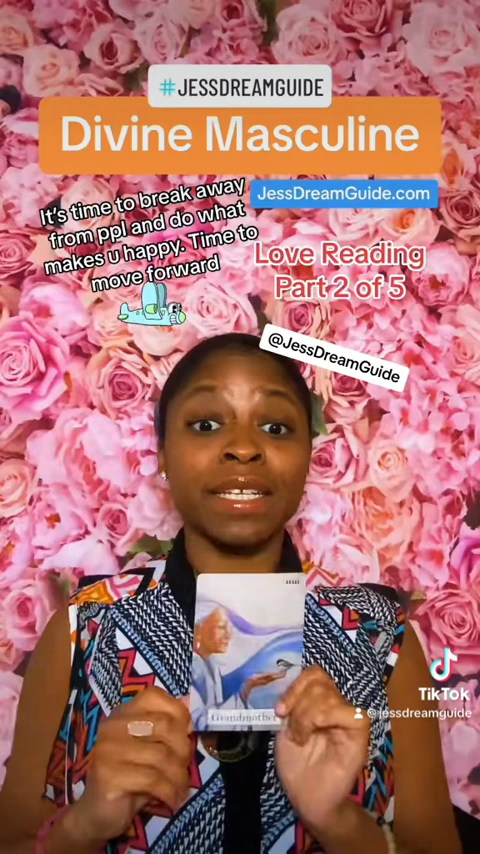 #JESSDREAMGUIDE
Divine Masculine
JessDreamGuide.com
It's time to break away
from ppl and do what
makes u happy. Time to
move forward
Love Reading
Part 2 of 5
@JessDreamGuide
Grandmother
TikTok
@jessdreamguide